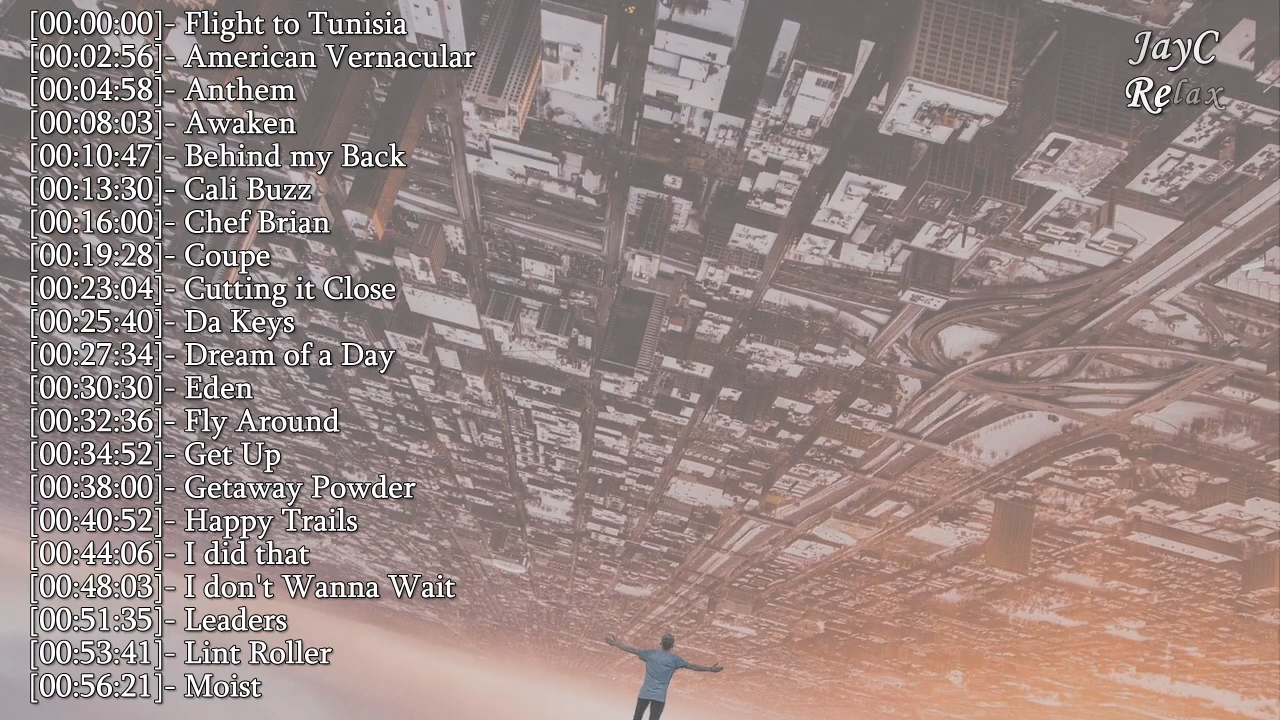 [00:00:00]- Flight to Tunisia
[00:02:56]- American Vernacular
[00:04:58]- Anthem
[00:08:03]- Awaken
[00:10:47]- Behind my Back
[00:13:30]- Cali Buzz
[00:16:00]- Chef Brian
[00:19:28]- Coupe
[00:23:04]- Cutting it Close
[00:25:40]- Da Keys
[00:27:34]- Dream of a Day
[00:30:30]- Eden
[00:32:36]- Fly Around
[00:34:52]- Get Up
[00:38:00]- Getaway Powder
[00:40:52]- Happy Trails
[00:44:06]- I did that
[00:48:03]- I don't Wanna Wait
[00:51:35]- Leaders
[00:53:41]- Lint Roller
[00:56:21]- Moist
JayC
Relax